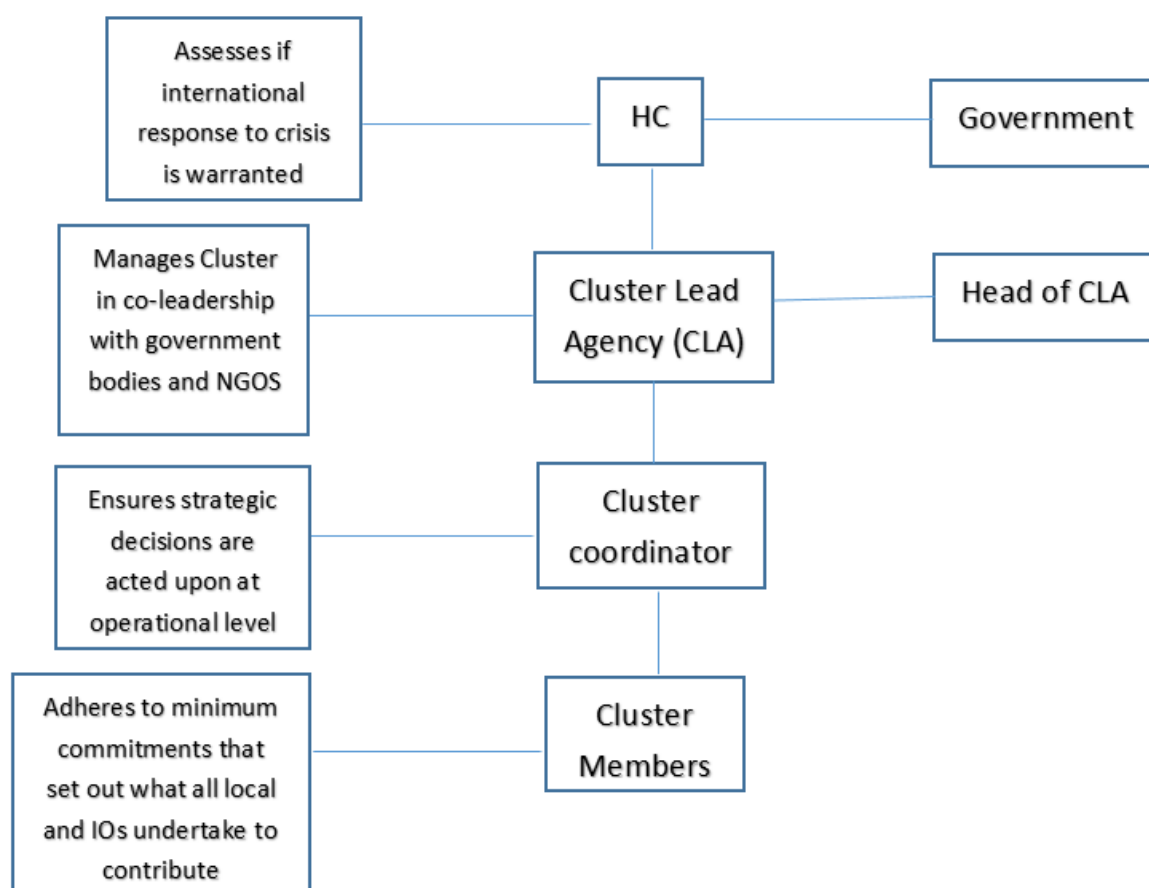 Assesses if
international
response to crisis
is warranted
HC
Government
Manages Cluster
in co-leadership
with government
bodies and NGOS
Cluster Lead
Agency (CLA)
Head of CLA
Ensures strategic
decisions are
acted upon at
operational level
Cluster
coordinator
Adheres to minimum
commitments that
set out what all local
and IOs undertake to
contribute
Cluster
Members